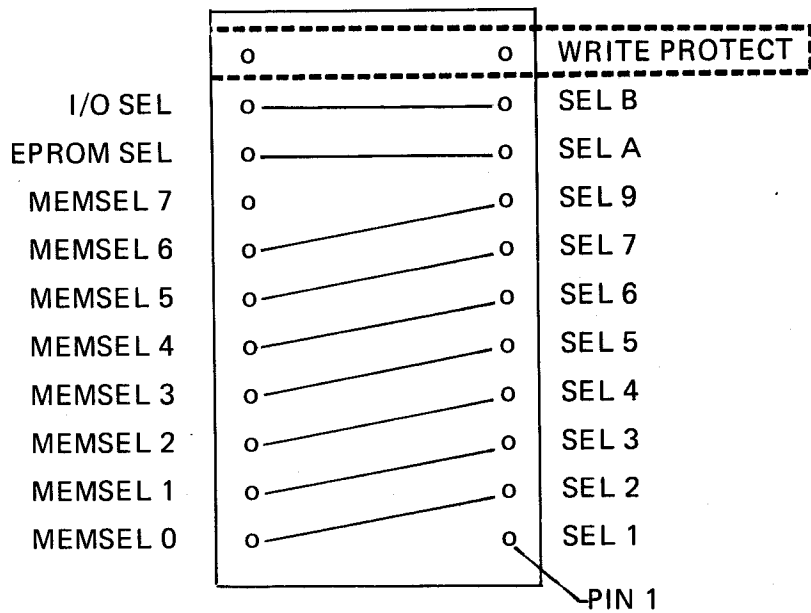 WRITE PROTECT
I/O SEL SEL B
EPROM SEL SEL A
MEMSEL 7 SEL 9
MEMSEL 6 SEL 7
MEMSEL 5 SEL 6
MEMSEL 4 SEL 5
MEMSEL 3 SEL 4
MEMSEL 2 SEL 3
MEMSEL 1 SEL 2
MEMSEL 0 SEL 1
PIN 1